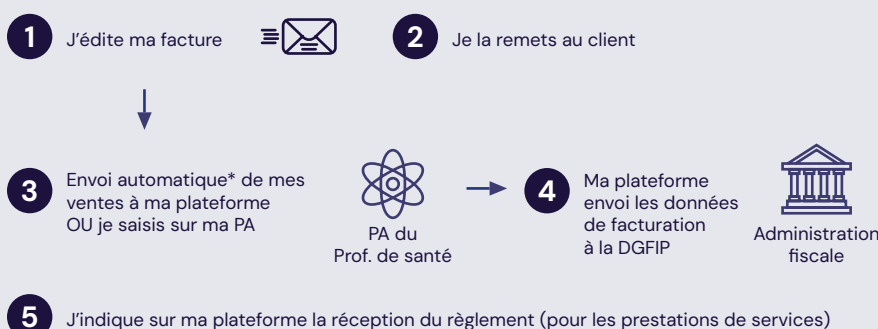 1 J’édite ma facture
2 Je la remets au client
3 Envoi automatique* de mes
ventes à ma plateforme
OU je saisis sur ma PA
PA du
Prof. de santé
4 Ma plateforme
envoi les données
de facturation
à la DGFIP
Administration
fiscale
5 J’indique sur ma plateforme la réception du règlement (pour les prestations de services)